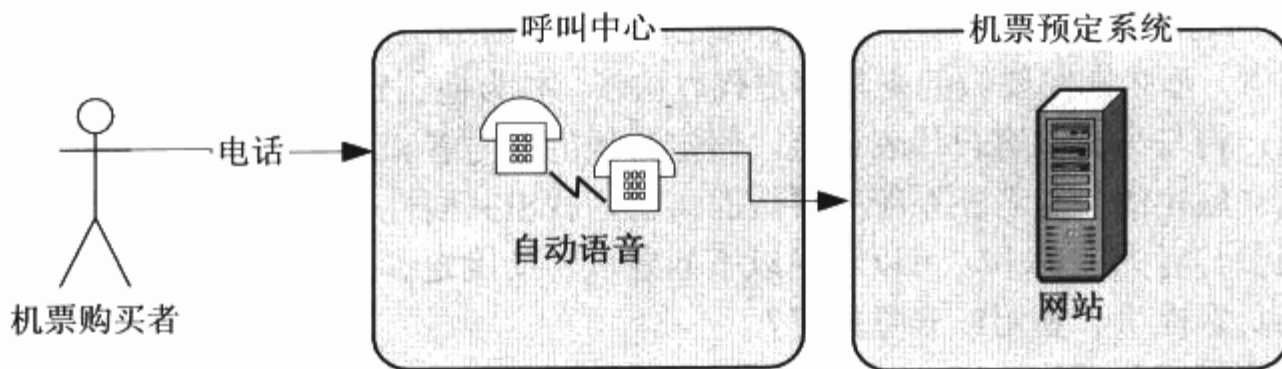 呼叫中心
机票预定系统
电话
自动语音
网站
机票购买者